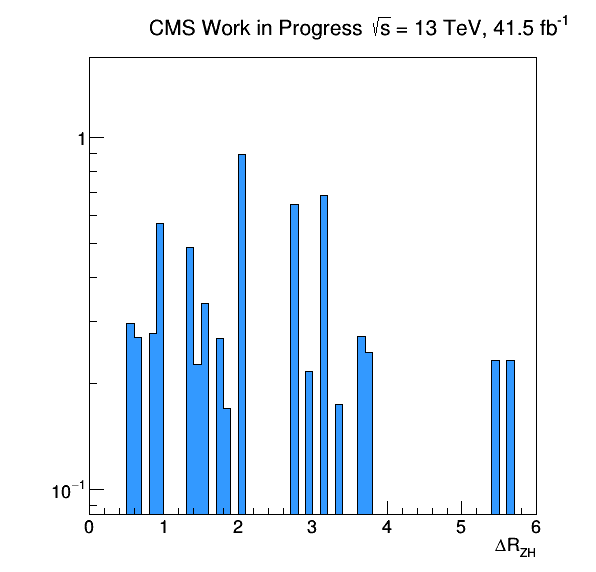 CMS Work in Progress √s = 13 TeV, 41.5 fb⁻¹
1
10⁻¹
0 1 2 3 4 5 6
ΔR_ZH